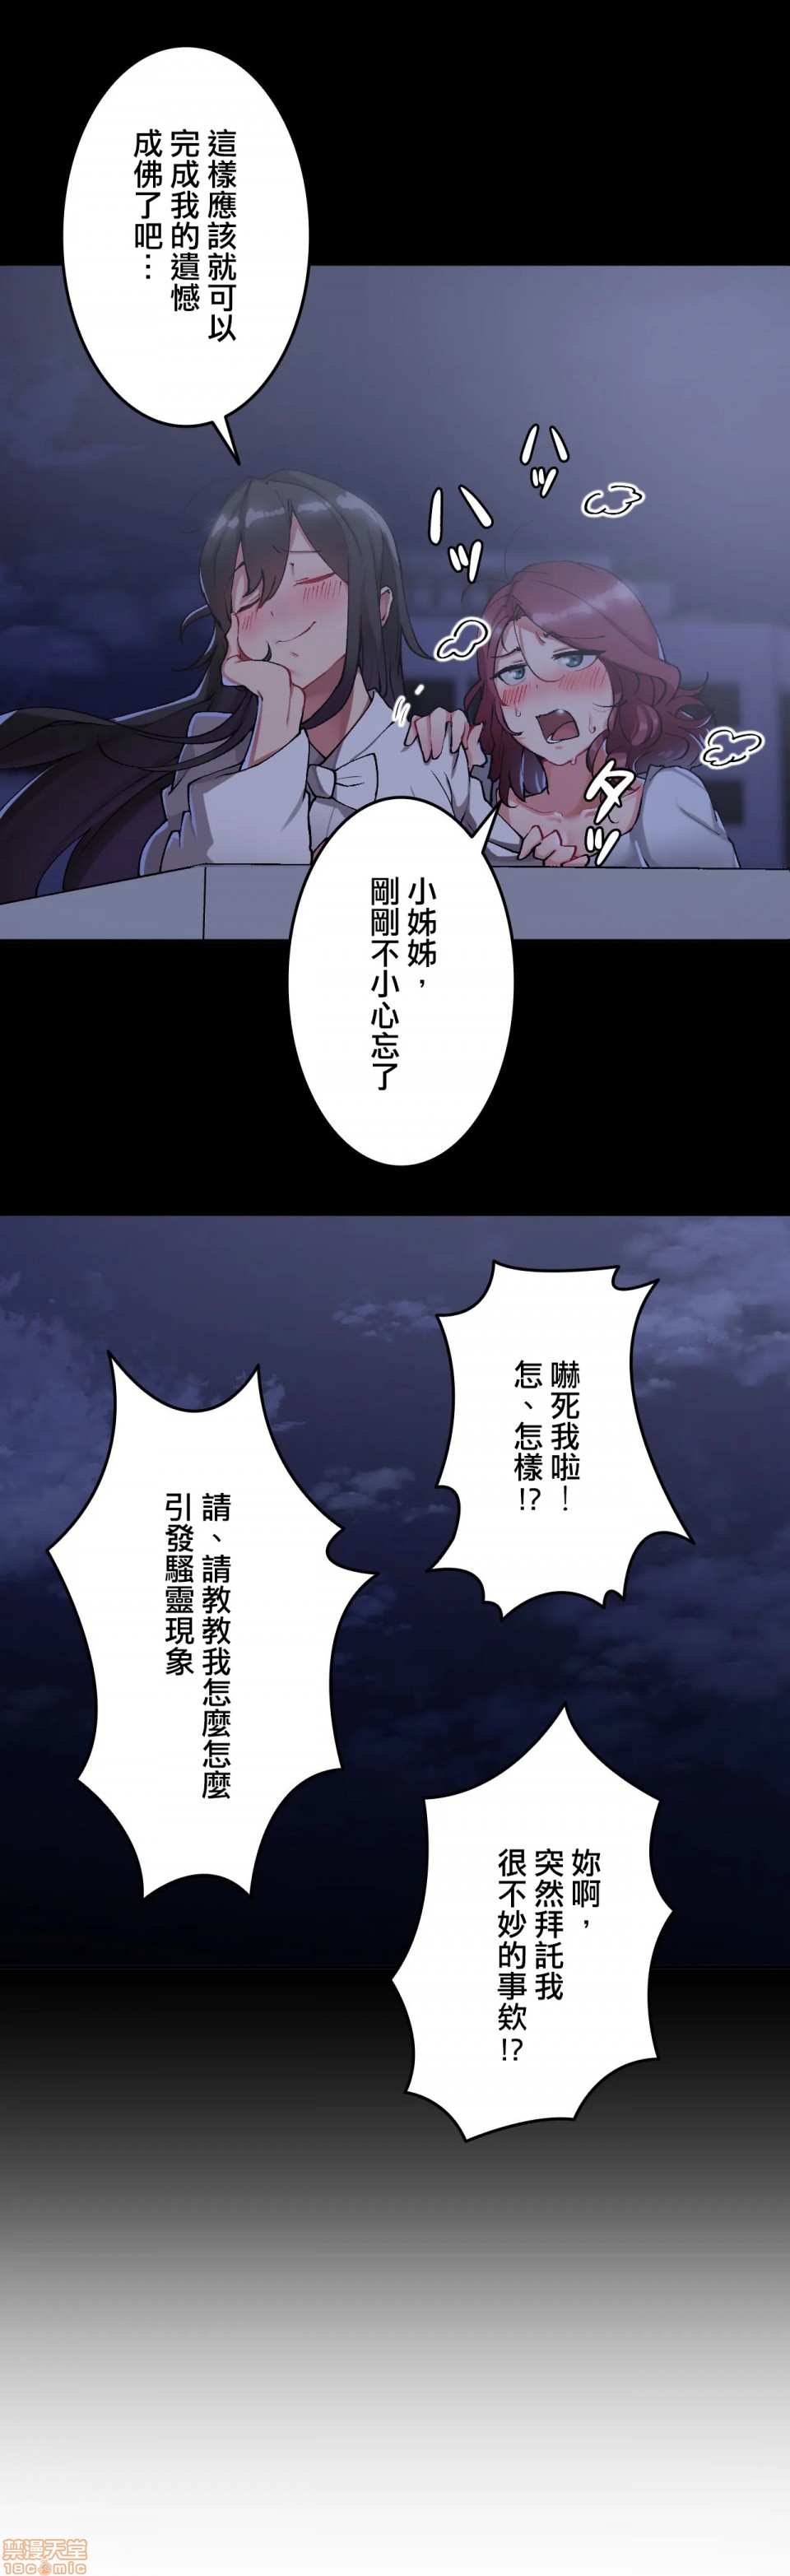 這樣應該就可以
完成我的遺憾
成佛了吧…
ハッ
ハッ
タッ
小姊姊，
剛剛不小心忘了
嚇死我啦！
怎、怎樣!?
請、請教教我怎麼怎麼
引發騷靈現象
妳啊，
突然拜託我
很不妙的事欸!?
禁漫天堂
18comic